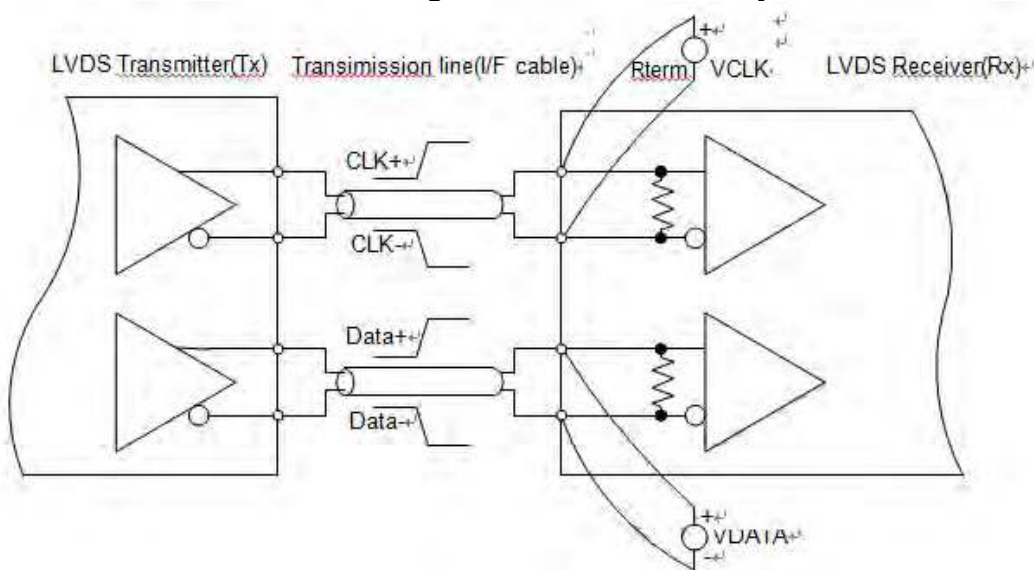 LVDS Transmitter(Tx) Transimission line(I/F cable) Rterm + VCLK LVDS Receiver(Rx)
CLK+
CLK-
Data+
Data-
+
VDATA
-